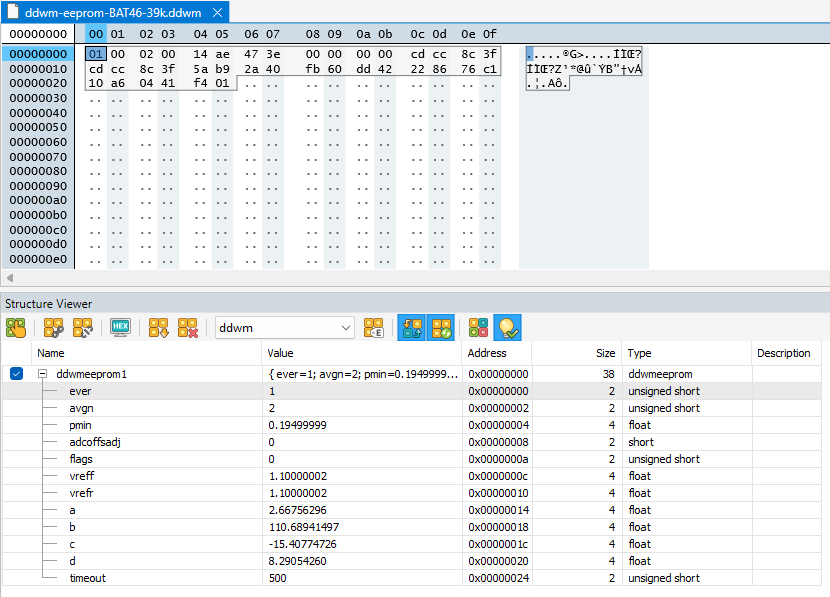 ddwm-eeprom-BAT46-39k.ddwm
00000000 00 01 02 03 04 05 06 07 08 09 0a 0b 0c 0d 0e 0f
00000000 01 00 02 00 14 ae 47 3e 00 00 00 00 cd cc 8c 3f .....®G>....ÍÌŒ?
00000010 cd cc 8c 3f 5a b9 2a 40 fb 60 dd 42 22 86 76 c1 ÍÌŒ?Z¹*@û`ÝB"†vÁ
00000020 10 a6 04 41 f4 01 .. .. .. .. .. .. .. .. .. .. .¦.Aô.
00000030 .. .. .. .. .. .. .. .. .. .. .. .. .. .. .. ..
00000040 .. .. .. .. .. .. .. .. .. .. .. .. .. .. .. ..
00000050 .. .. .. .. .. .. .. .. .. .. .. .. .. .. .. ..
00000060 .. .. .. .. .. .. .. .. .. .. .. .. .. .. .. ..
00000070 .. .. .. .. .. .. .. .. .. .. .. .. .. .. .. ..
00000080 .. .. .. .. .. .. .. .. .. .. .. .. .. .. .. ..
00000090 .. .. .. .. .. .. .. .. .. .. .. .. .. .. .. ..
000000a0 .. .. .. .. .. .. .. .. .. .. .. .. .. .. .. ..
000000b0 .. .. .. .. .. .. .. .. .. .. .. .. .. .. .. ..
000000c0 .. .. .. .. .. .. .. .. .. .. .. .. .. .. .. ..
000000d0 .. .. .. .. .. .. .. .. .. .. .. .. .. .. .. ..
000000e0 .. .. .. .. .. .. .. .. .. .. .. .. .. .. .. ..
Structure Viewer
HEX ddwm E
Name Value Address Size Type Description
ddwmeeprom1 { ever=1; avgn=2; pmin=0.1949999... 0x00000000 38 ddwmeeprom
ever 1 0x00000000 2 unsigned short
avgn 2 0x00000002 2 unsigned short
pmin 0.19499999 0x00000004 4 float
adcoffsadj 0 0x00000008 2 short
flags 0 0x0000000a 2 unsigned short
vreff 1.10000002 0x0000000c 4 float
vrefr 1.10000002 0x00000010 4 float
a 2.66756296 0x00000014 4 float
b 110.68941497 0x00000018 4 float
c -15.40774726 0x0000001c 4 float
d 8.29054260 0x00000020 4 float
timeout 500 0x00000024 2 unsigned short